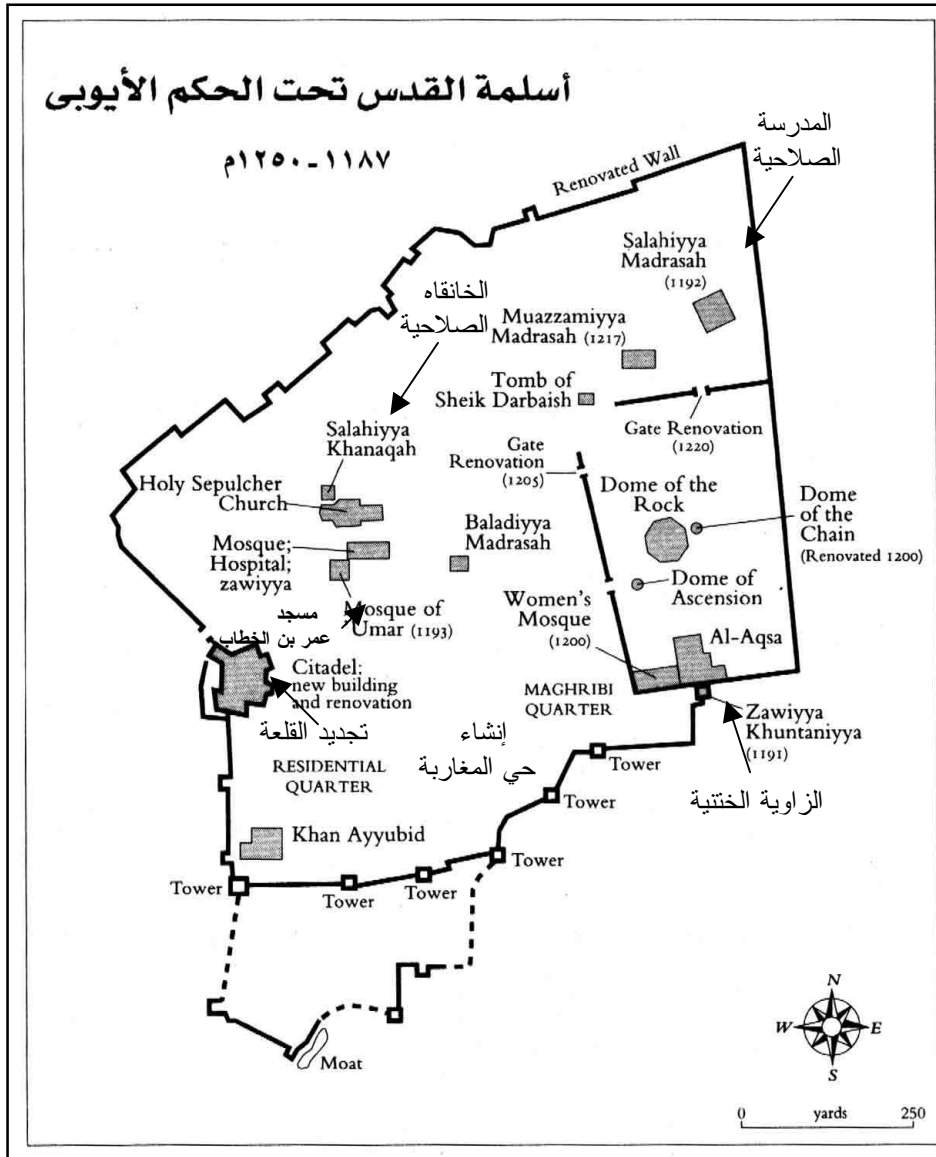 أسلمة القدس تحت الحكم الأيوبى
١١٨٧-١٢٥٠م
المدرسة
الصلاحية
Renovated Wall
Salahiyya
Madrasah
(1192)
الخانقاه
الصلاحية
Muazzamiyya
Madrasah (1217)
Tomb of
Sheik Darbaish
Salahiyya
Khanaqah
Gate
Renovation
(1205)
Gate Renovation
(1220)
Holy Sepulcher
Church
Dome of the
Rock
Dome
of the
Chain
(Renovated 1200)
Baladiyya
Madrasah
Mosque;
Hospital;
zawiyya
Dome of
Ascension
Women's
Mosque
(1200)
مسجد
عمر بن الخطاب
Mosque of
Umar (1193)
Al-Aqsa
Citadel:
new building
and renovation
MAGHRIBI
QUARTER
Zawiyya
Khuntaniyya
(1191)
تجديد القلعة
إنشاء
حي المغاربة
RESIDENTIAL
QUARTER
Tower
الزاوية الختنية
Tower
Khan Ayyubid
Tower
Tower
Tower
Tower
Moat
N
W
E
S
0 yards 250